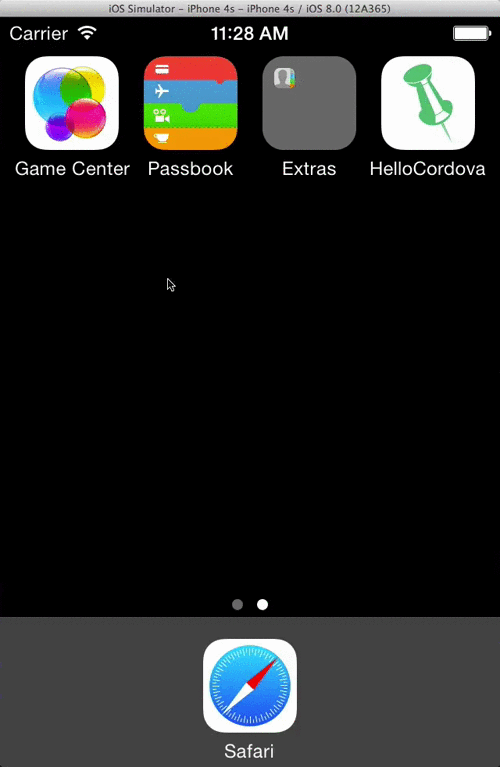 iOS Simulator – iPhone 4s – iPhone 4s / iOS 8.0 (12A365)
Carrier 11:28 AM
Game Center Passbook Extras HelloCordova
Safari